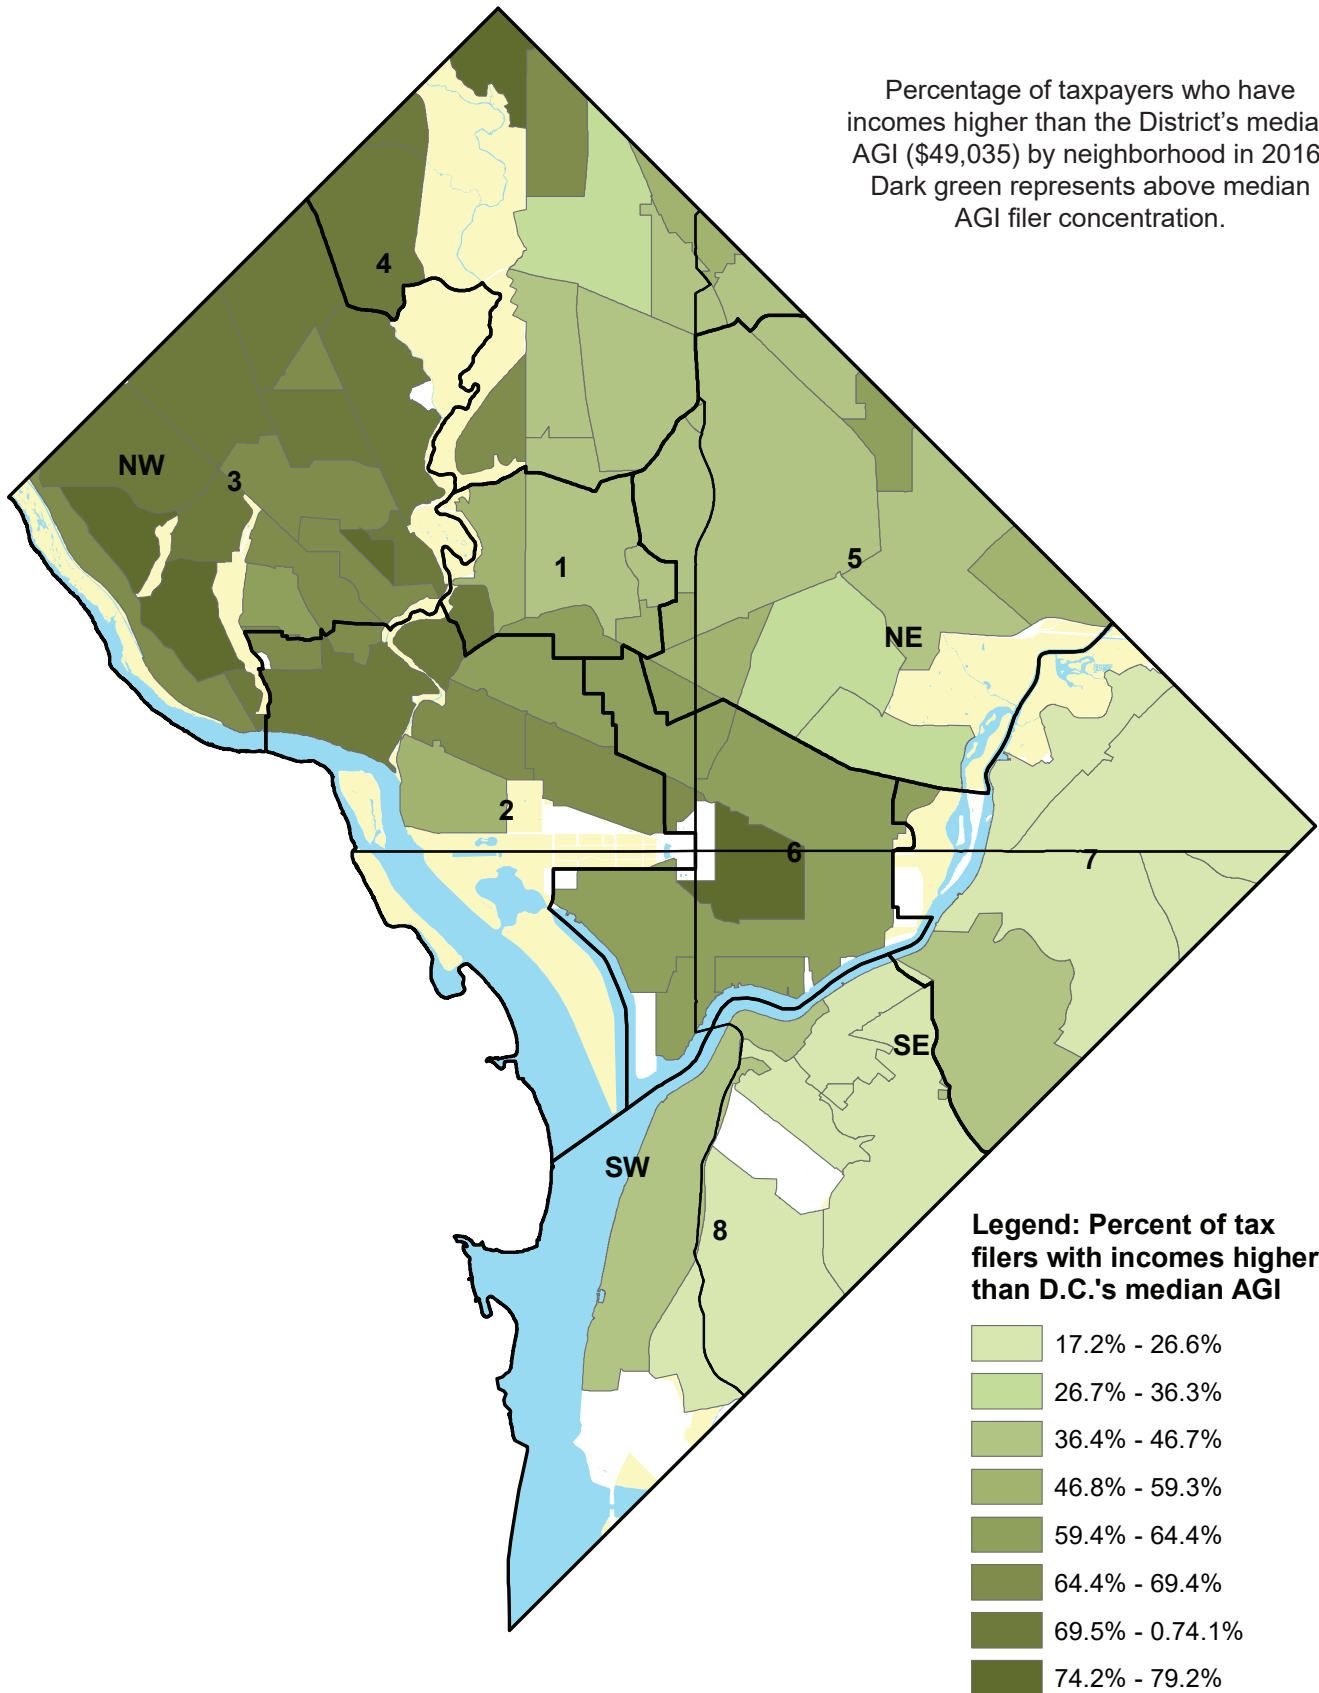 Percentage of taxpayers who have
incomes higher than the District's media
AGI ($49,035) by neighborhood in 2016
Dark green represents above median
AGI filer concentration.
4
NW
3
1
5
NE
2
6
7
SE
SW
8
Legend: Percent of tax
filers with incomes higher
than D.C.'s median AGI
17.2% - 26.6%
26.7% - 36.3%
36.4% - 46.7%
46.8% - 59.3%
59.4% - 64.4%
64.4% - 69.4%
69.5% - 0.74.1%
74.2% - 79.2%